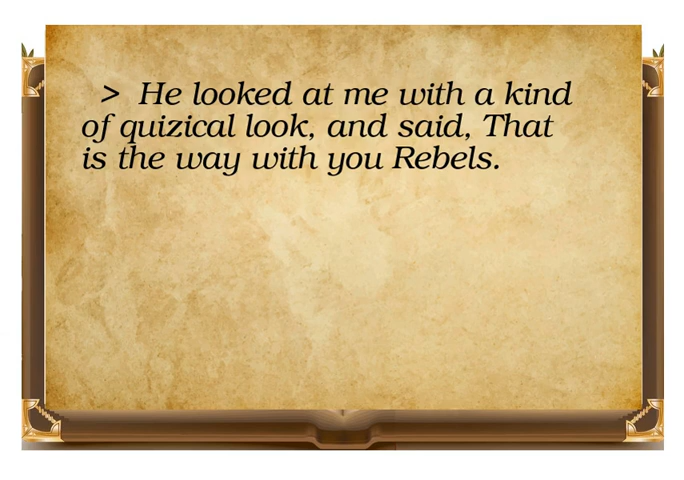 > He looked at me with a kind
of quizical look, and said, That
is the way with you Rebels.